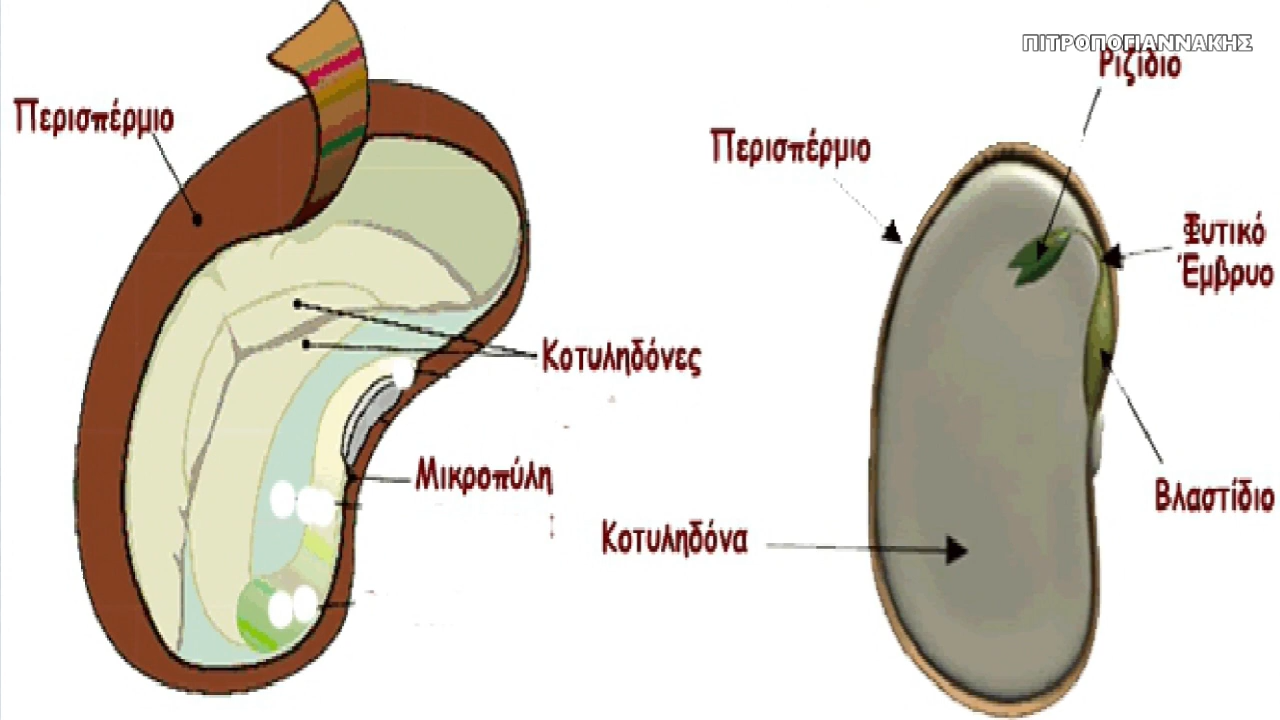 ΠΙΤΡΟΠΟΓΙΑΝΝΑΚΗΣ
Ριζίδιο
Περισπέρμιο
Περισπέρμιο
Φυτικό
Έμβρυο
Κοτυληδόνες
Μικροπύλη
Βλαστίδιο
Κοτυληδόνα